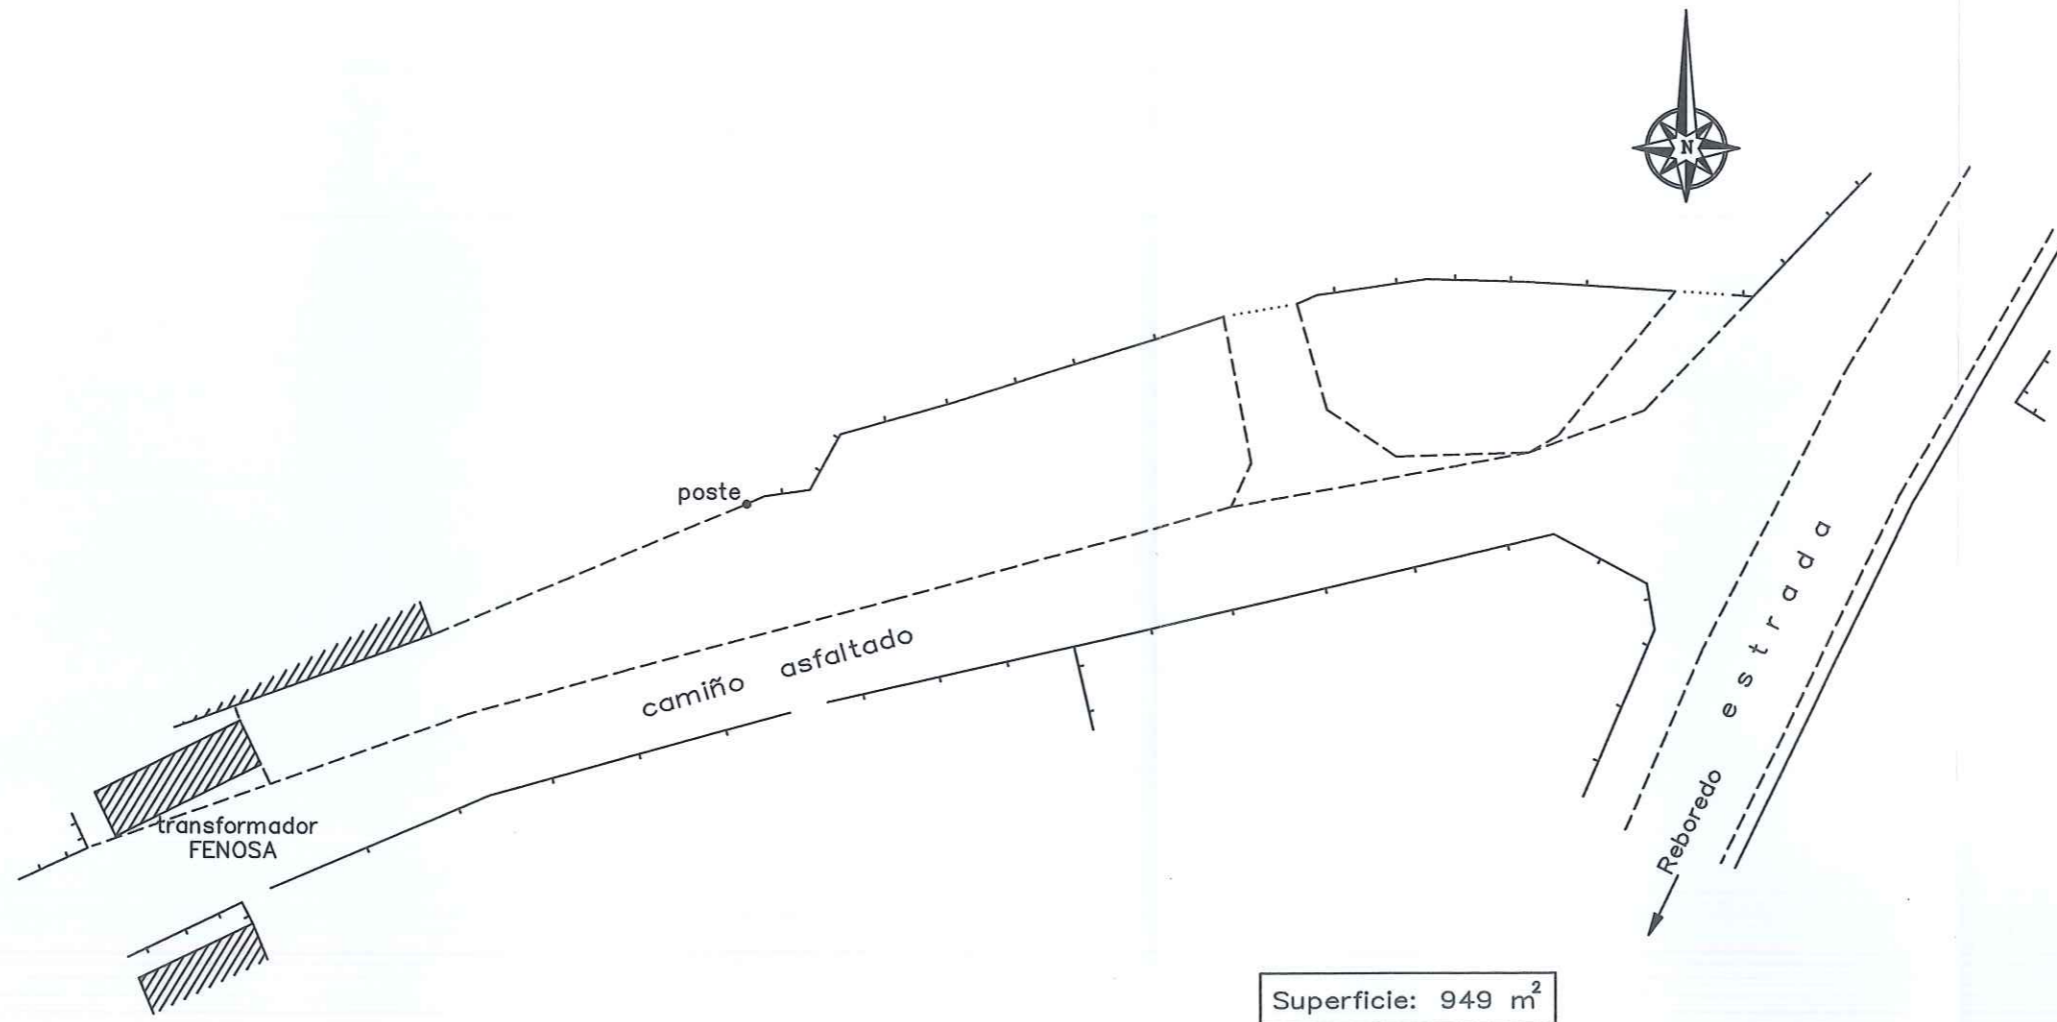 N
poste
camiño asfaltado
estrada
Reboredo
transformador
FENOSA
Superficie: 949 m²